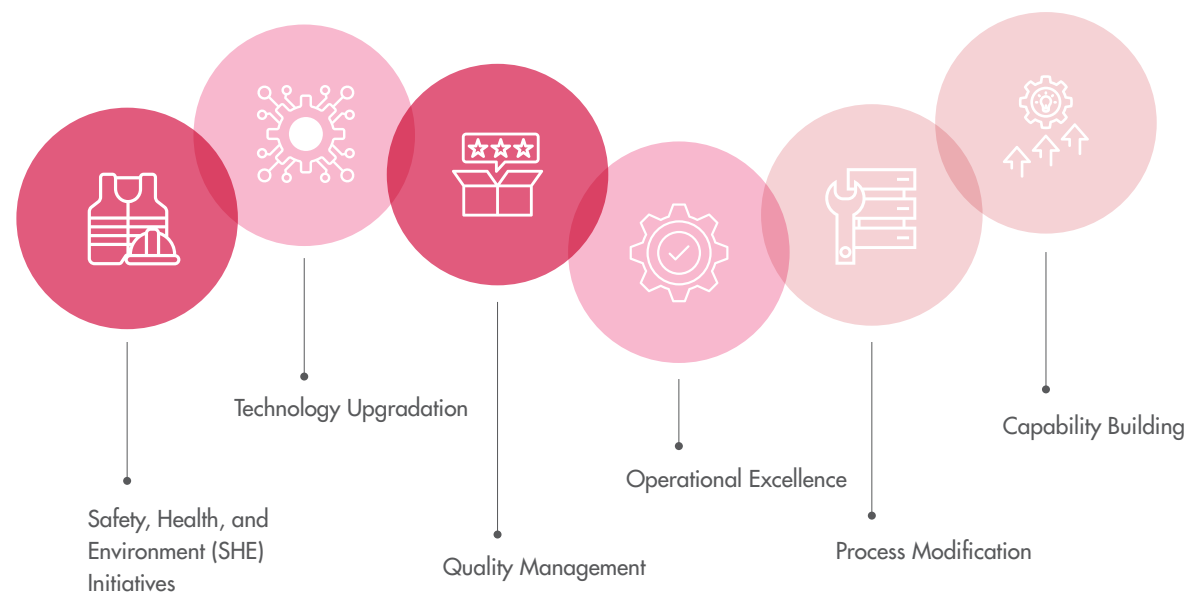 Safety, Health, and
Environment (SHE)
Initiatives
Technology Upgradation
Quality Management
Operational Excellence
Process Modification
Capability Building